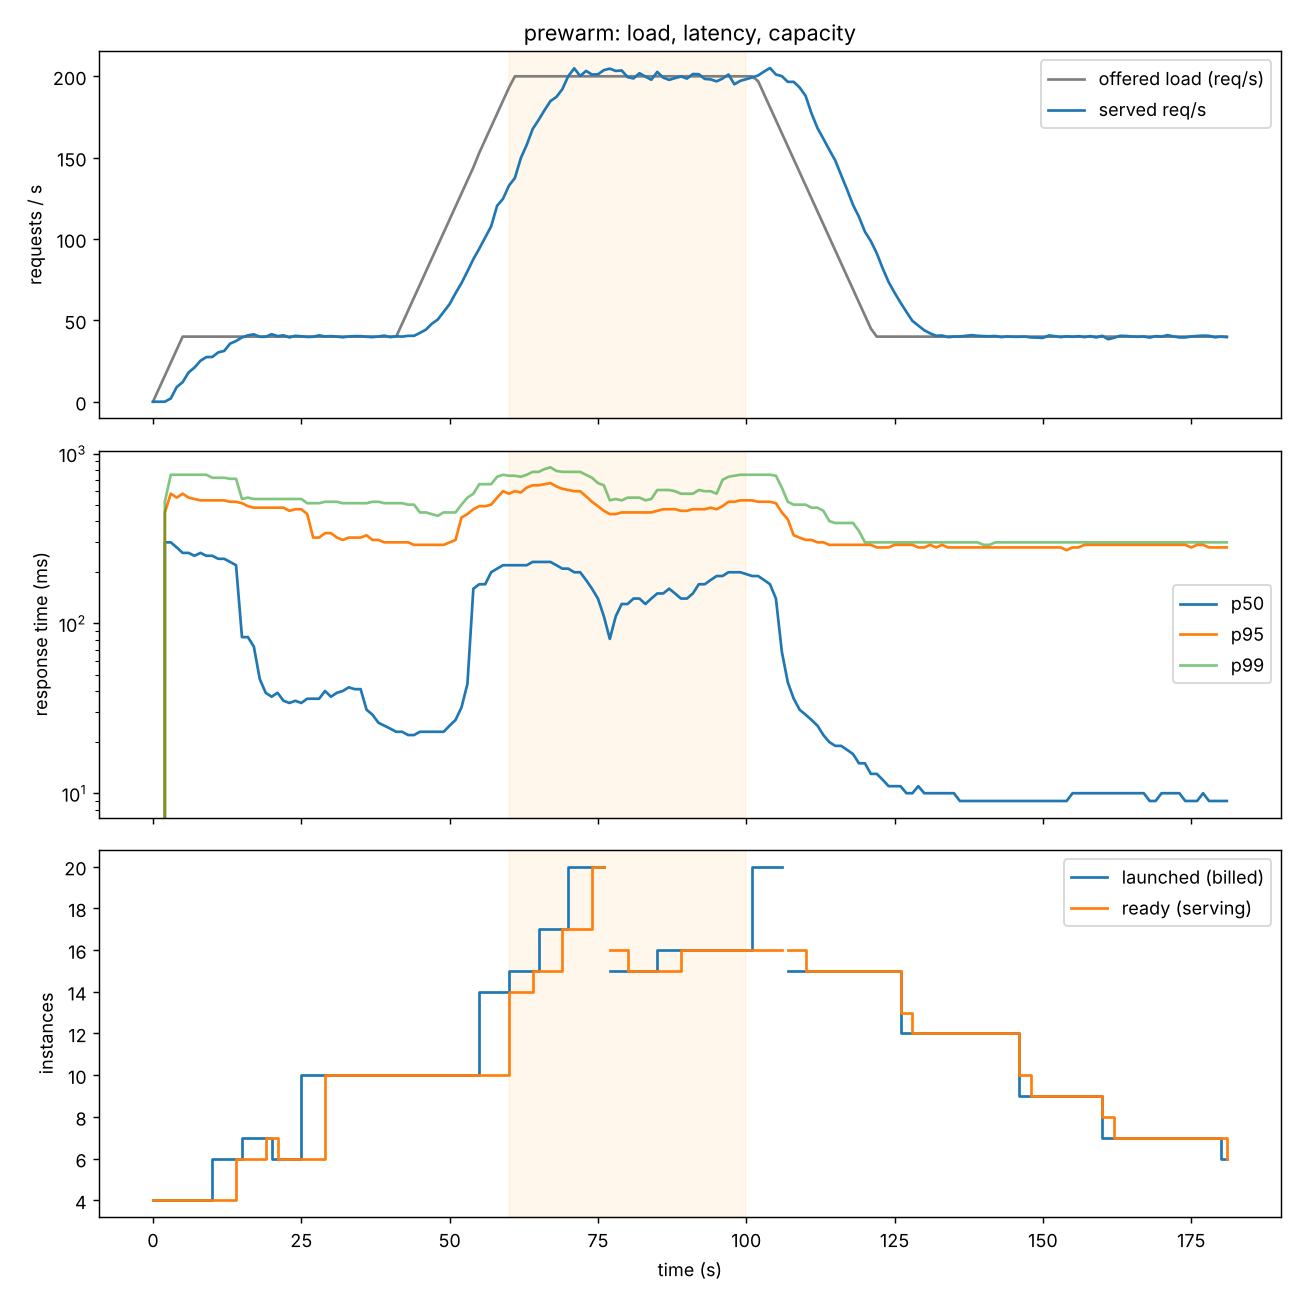 prewarm: load, latency, capacity
offered load (req/s)
served req/s
200
150
100
50
0
requests / s
10³
10²
10¹
response time (ms)
p50
p95
p99
launched (billed)
ready (serving)
20
18
16
14
12
10
8
6
4
instances
0 25 50 75 100 125 150 175
time (s)